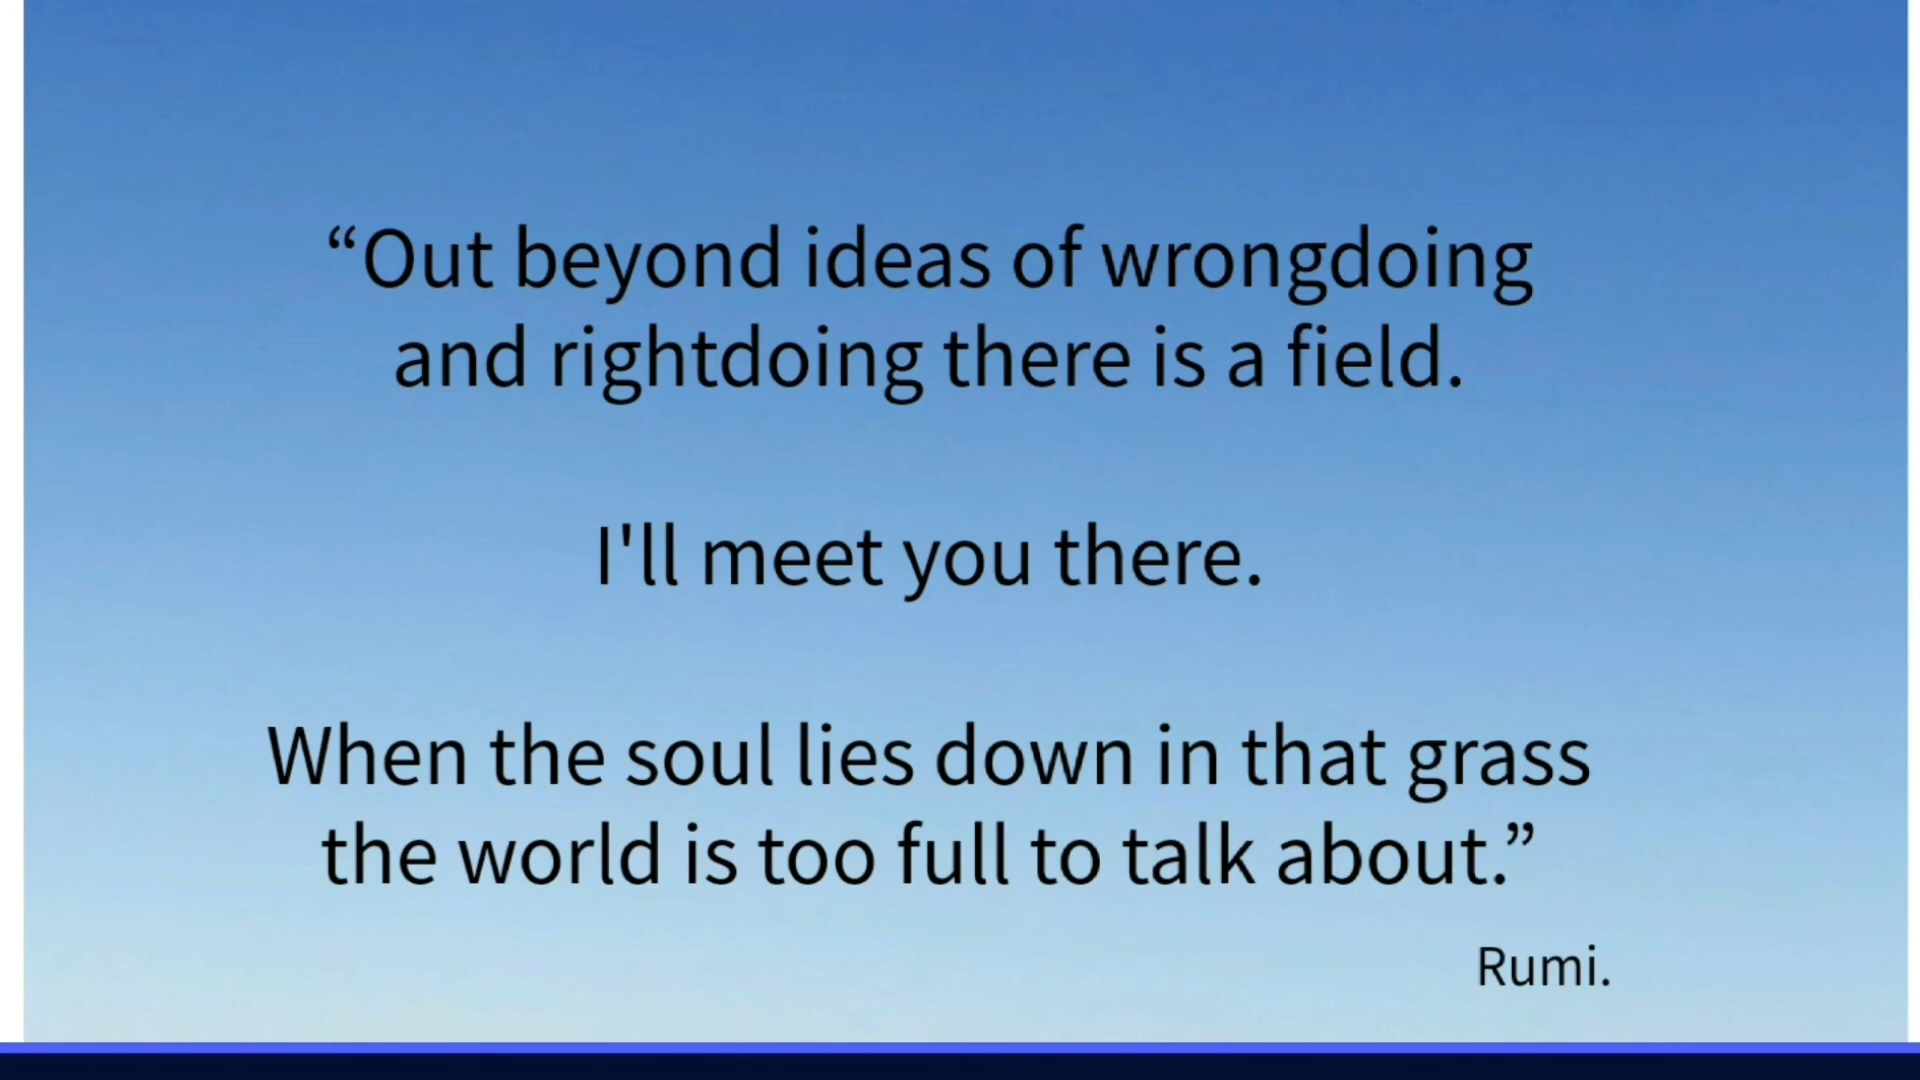 “Out beyond ideas of wrongdoing
and rightdoing there is a field.
I'll meet you there.
When the soul lies down in that grass
the world is too full to talk about.”
Rumi.